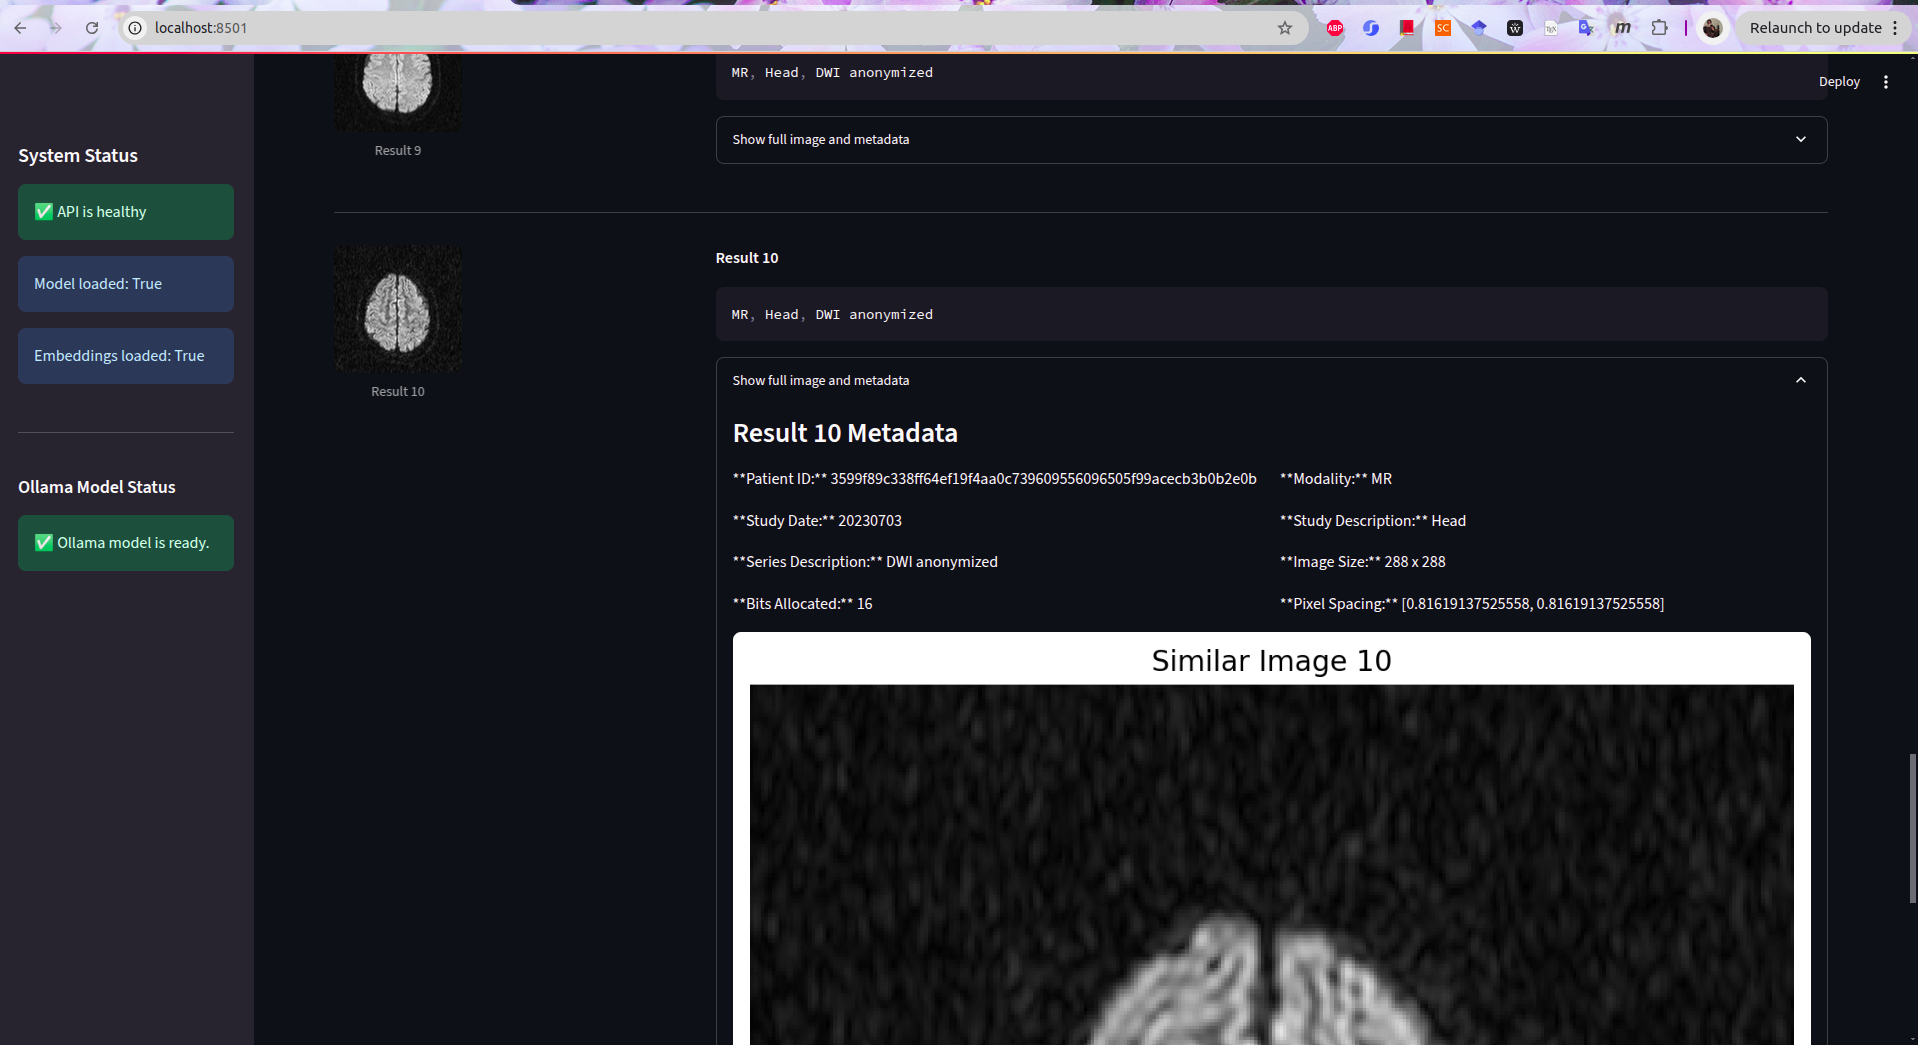 localhost:8501
ABP
SC
W
m
Relaunch to update
Deploy
System Status
✅ API is healthy
Model loaded: True
Embeddings loaded: True
Ollama Model Status
✅ Ollama model is ready.
MR, Head, DWI anonymized
Result 9
Show full image and metadata
Result 10
Result 10
MR, Head, DWI anonymized
Show full image and metadata
Result 10 Metadata
**Patient ID:** 3599f89c338ff64ef19f4aa0c739609556096505f99acecb3b0b2e0b **Modality:** MR
**Study Date:** 20230703 **Study Description:** Head
**Series Description:** DWI anonymized **Image Size:** 288 x 288
**Bits Allocated:** 16 **Pixel Spacing:** [0.81619137525558, 0.81619137525558]
Similar Image 10